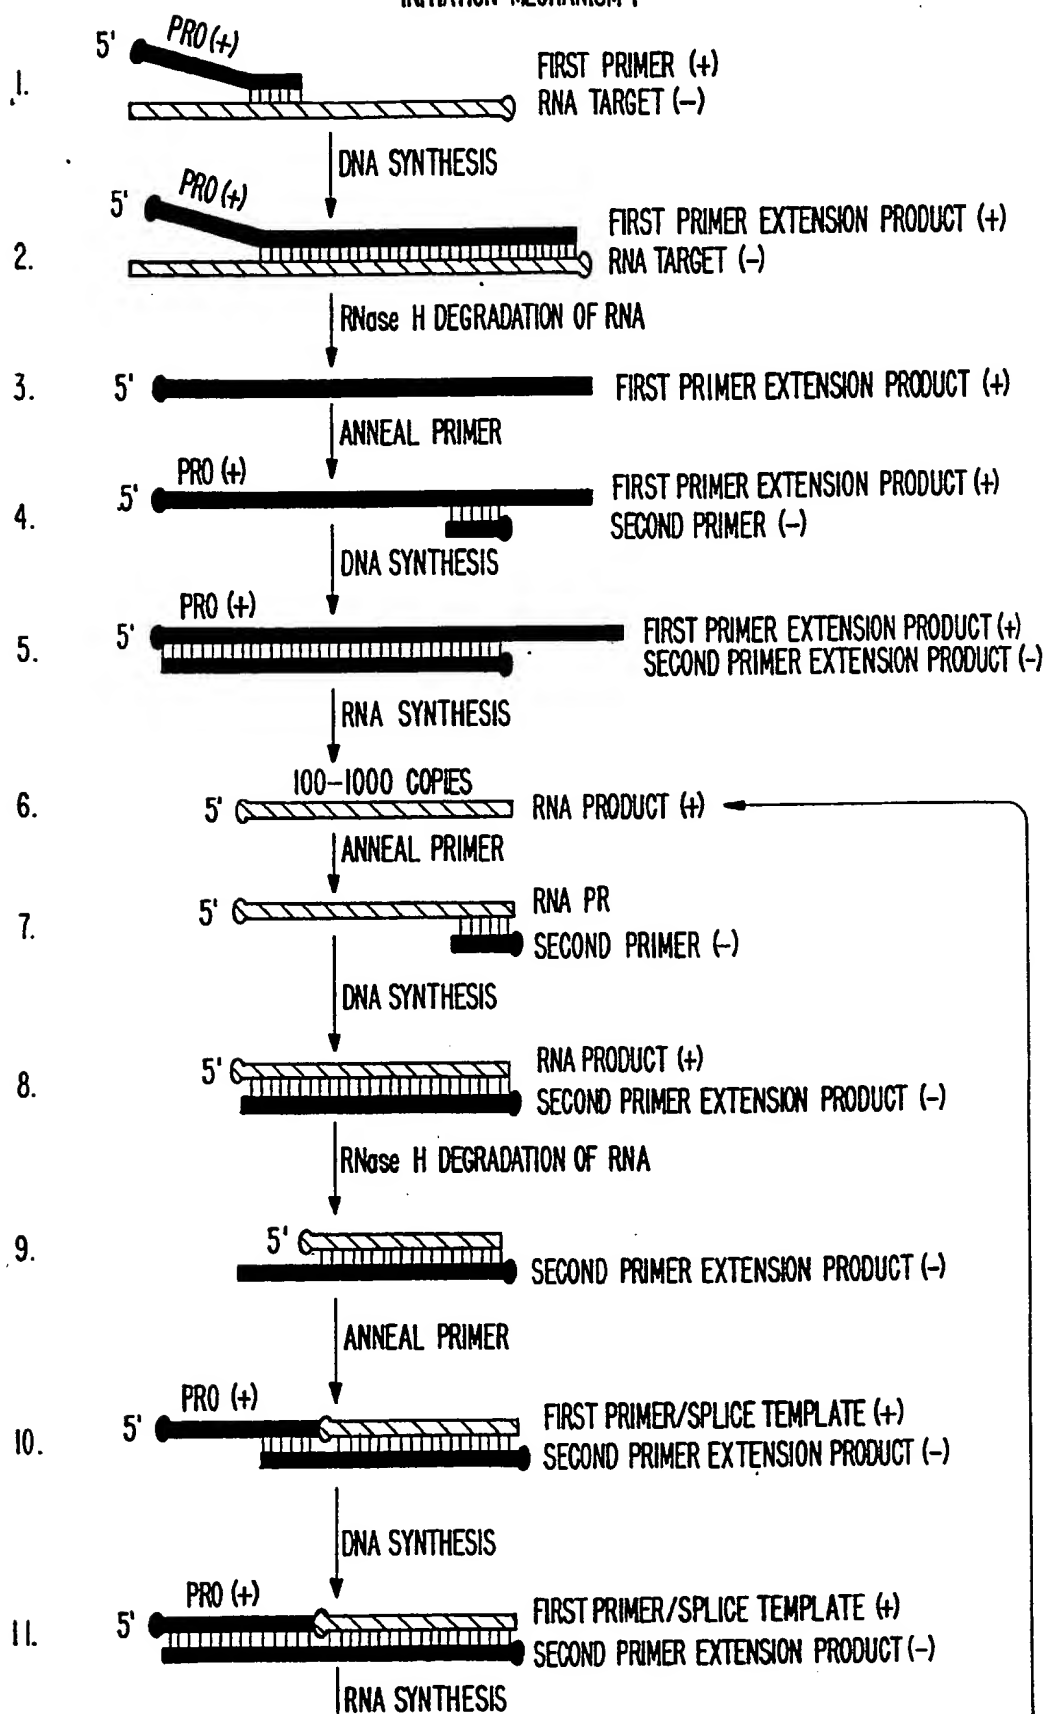 INITIATION MECHANISM I
5' PRO (+)
1.
FIRST PRIMER (+)
RNA TARGET (-)
DNA SYNTHESIS
5' PRO (+)
2.
FIRST PRIMER EXTENSION PRODUCT (+)
RNA TARGET (-)
RNase H DEGRADATION OF RNA
3. 5' FIRST PRIMER EXTENSION PRODUCT (+)
ANNEAL PRIMER
PRO (+)
4. 5' FIRST PRIMER EXTENSION PRODUCT (+)
SECOND PRIMER (-)
DNA SYNTHESIS
PRO (+)
5. 5' FIRST PRIMER EXTENSION PRODUCT (+)
SECOND PRIMER EXTENSION PRODUCT (-)
RNA SYNTHESIS
100-1000 COPIES
6. 5' RNA PRODUCT (+)
ANNEAL PRIMER
7. 5' RNA PR
SECOND PRIMER (-)
DNA SYNTHESIS
8. 5' RNA PRODUCT (+)
SECOND PRIMER EXTENSION PRODUCT (-)
RNase H DEGRADATION OF RNA
9. 5'
SECOND PRIMER EXTENSION PRODUCT (-)
ANNEAL PRIMER
PRO (+)
10. 5' FIRST PRIMER/SPLICE TEMPLATE (+)
SECOND PRIMER EXTENSION PRODUCT (-)
DNA SYNTHESIS
PRO (+)
11. 5' FIRST PRIMER/SPLICE TEMPLATE (+)
SECOND PRIMER EXTENSION PRODUCT (-)
RNA SYNTHESIS